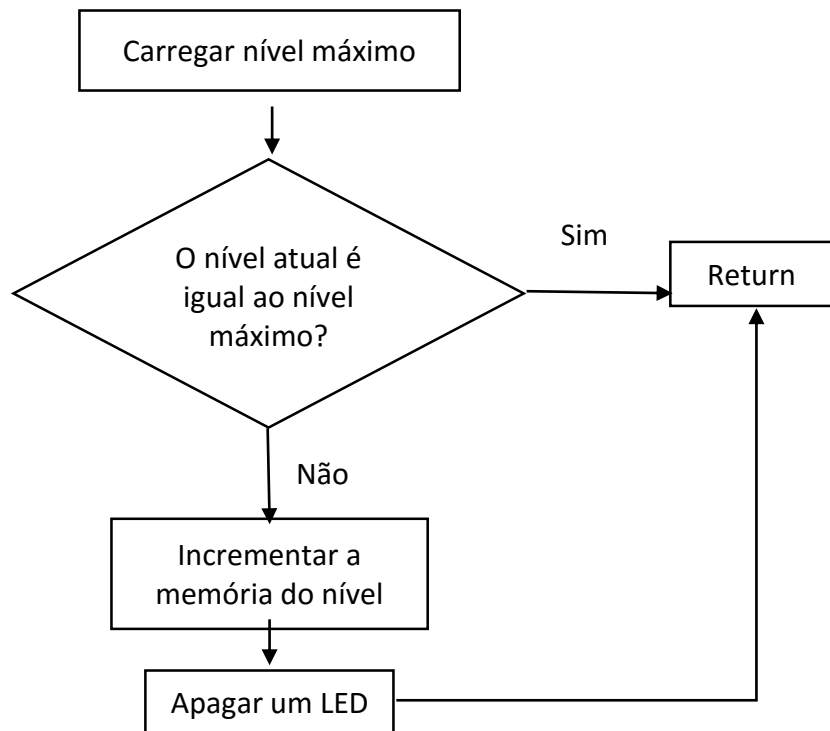 Carregar nível máximo
O nível atual é
igual ao nível
máximo?
Sim
Return
Não
Incrementar a
memória do nível
Apagar um LED